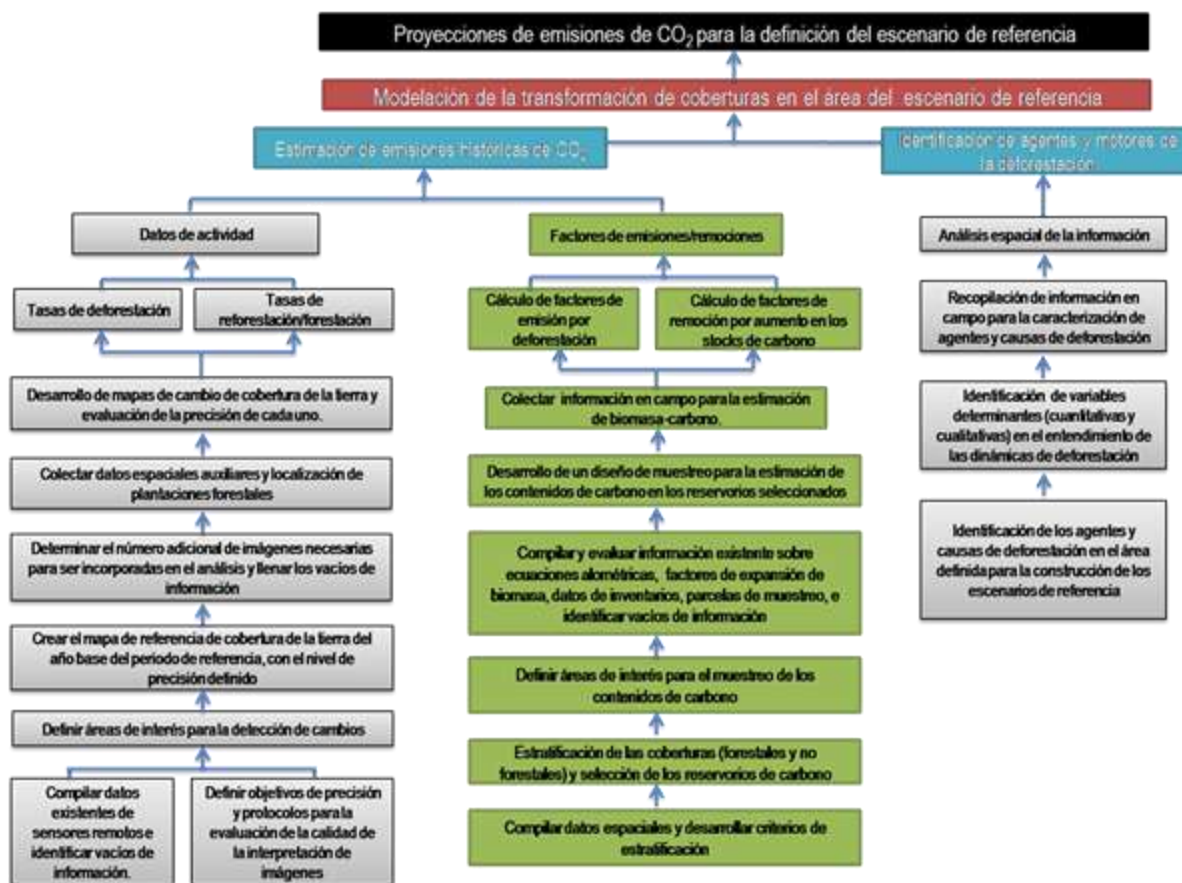 Proyecciones de emisiones de CO2 para la definición del escenario de referencia
Modelación de la transformación de coberturas en el área del escenario de referencia
Estimación de emisiones históricas de CO2
Identificación de agentes y motores de
la deforestación
Datos de actividad
Factores de emisiones/remociones
Análisis espacial de la información
Tasas de deforestación
Tasas de
reforestación/forestación
Cálculo de factores de
emisión por
deforestación
Cálculo de factores de
remoción por aumento en los
stocks de carbono
Recopilación de información en
campo para la caracterización de
agentes y causas de deforestación
Desarrollo de mapas de cambio de cobertura de la tierra y
evaluación de la precisión de cada uno.
Colectar información en campo para la estimación
de biomasa-carbono.
Identificación de variables
determinantes (cuantitativas y
cualitativas) en el entendimiento de
las dinámicas de deforestación
Colectar datos espaciales auxiliares y localización de
plantaciones forestales
Desarrollo de un diseño de muestreo para la estimación de
los contenidos de carbono en los reservorios seleccionados
Identificación de los agentes y
causas de deforestación en el área
definida para la construcción de los
escenarios de referencia
Determinar el número adicional de imágenes necesarias
para ser incorporadas en el análisis y llenar los vacíos de
información
Compilar y evaluar información existente sobre
ecuaciones alométricas, factores de expansión de
biomasa, datos de inventarios, parcelas de muestreo, e
identificar vacíos de información
Crear el mapa de referencia de cobertura de la tierra del
año base del periodo de referencia, con el nivel de
precisión definido
Definir áreas de interés para el muestreo de los
contenidos de carbono
Definir áreas de interés para la detección de cambios
Estratificación de las coberturas (forestales y no
forestales) y selección de los reservorios de carbono
Compilar datos
existentes de
sensores remotos e
identificar vacíos de
información.
Definir objetivos de precisión
y protocolos para la
evaluación de la calidad de
la interpretación de
imágenes
Compilar datos espaciales y desarrollar criterios de
estratificación